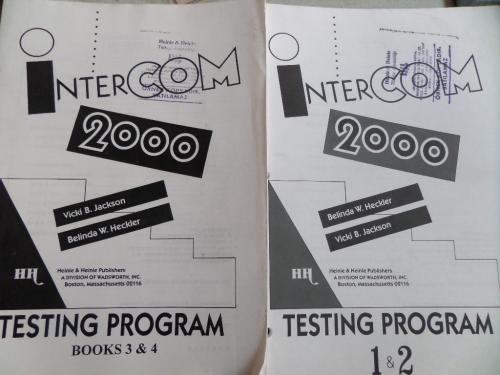 INTERCOM
2000
Vicki B. Jackson
Belinda W. Heckler
HH
Heinle & Heinle Publishers
A DIVISION OF WADSWORTH, INC.
Boston, Massachusetts 02116
TESTING PROGRAM
BOOKS 3 & 4
INTERCOM
2000
Belinda W. Heckler
Vicki B. Jackson
HH
Heinle & Heinle Publishers
A DIVISION OF WADSWORTH, INC.
Boston, Massachusetts 02116
TESTING PROGRAM
1 & 2